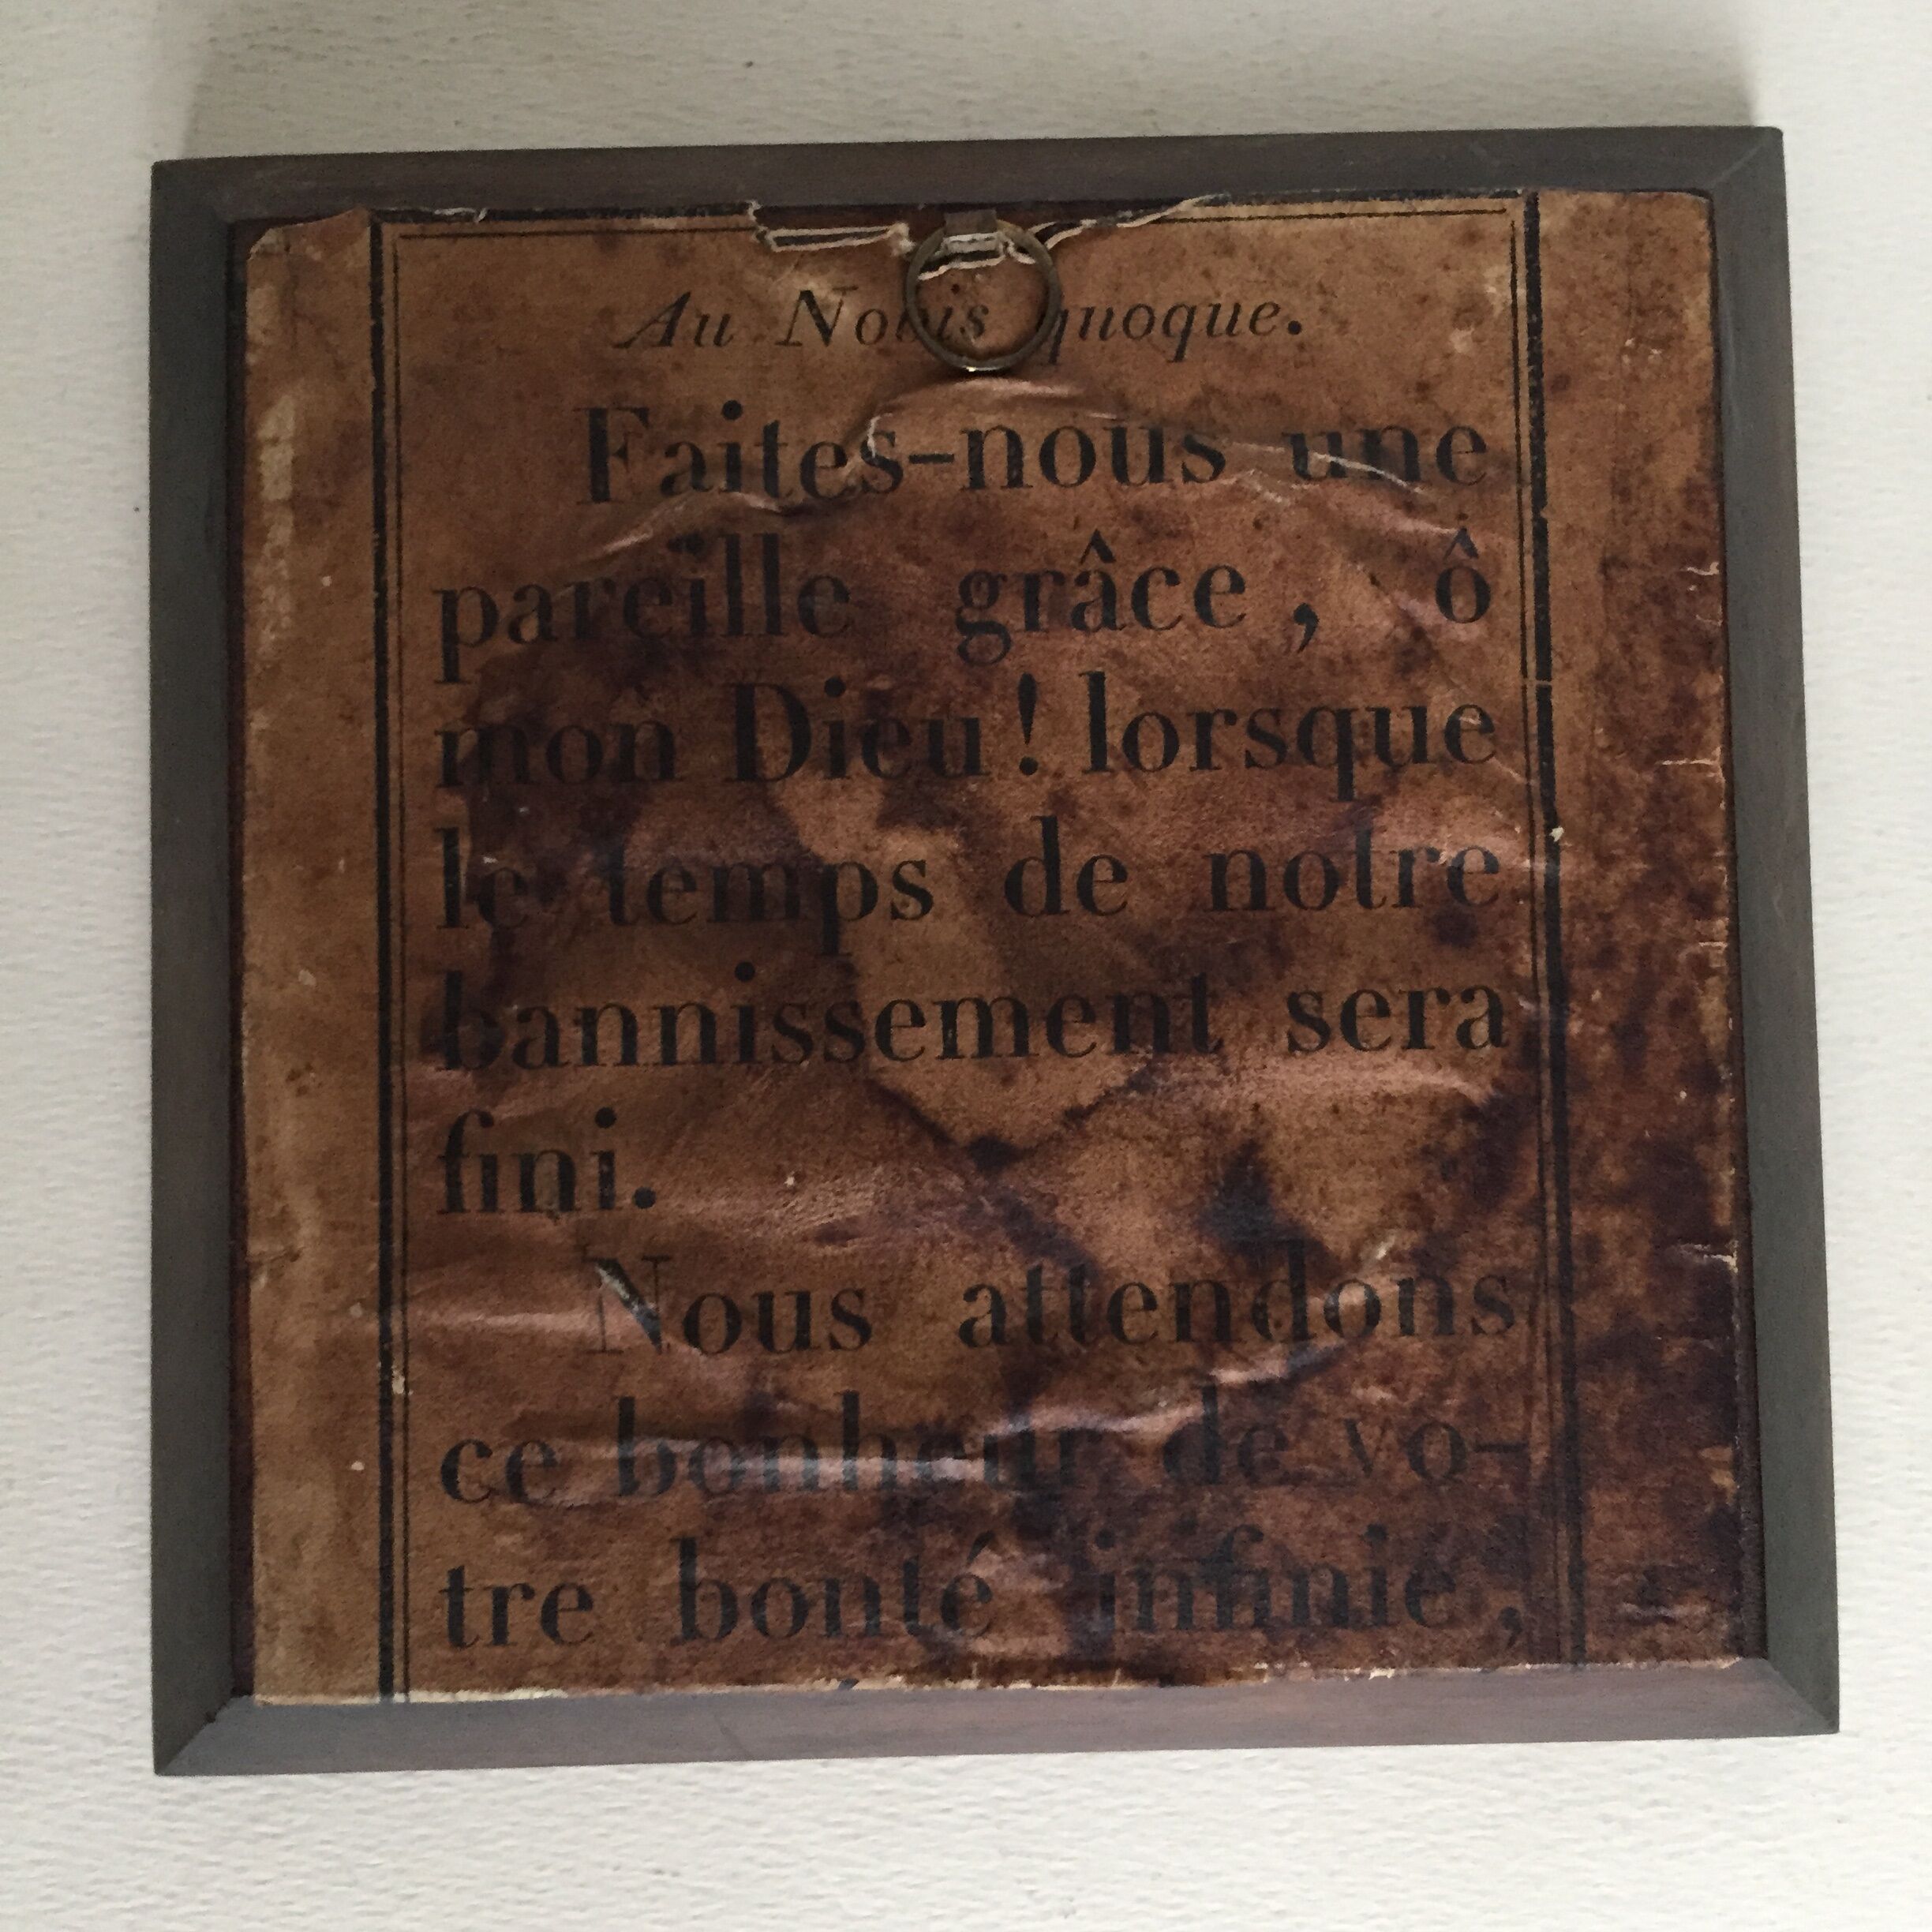 Au Nobis quoque.
Faites-nous une
pareille grâce, ô
mon Dieu! lorsque
le temps de notre
bannissement sera
fini.
Nous attendons
ce bonheur de vo-
tre bonté infinie,